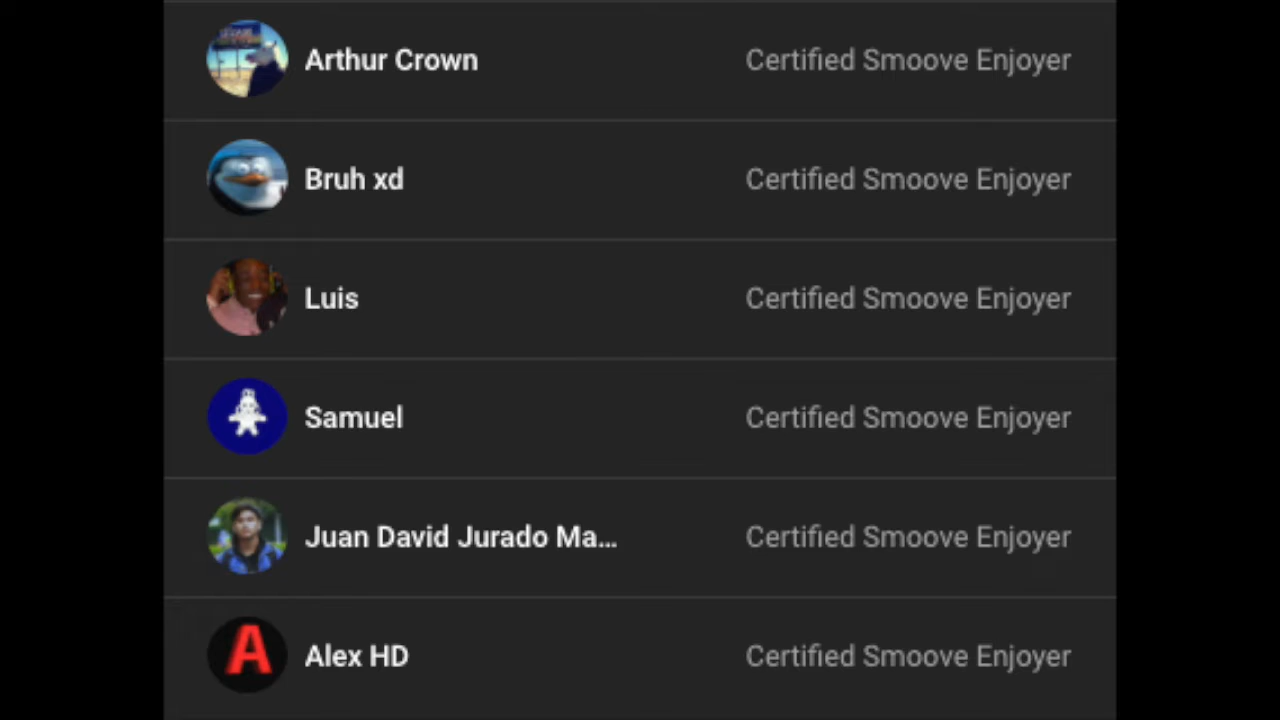 Arthur Crown Certified Smoove Enjoyer
Bruh xd Certified Smoove Enjoyer
Luis Certified Smoove Enjoyer
Samuel Certified Smoove Enjoyer
Juan David Jurado Ma... Certified Smoove Enjoyer
A Alex HD Certified Smoove Enjoyer